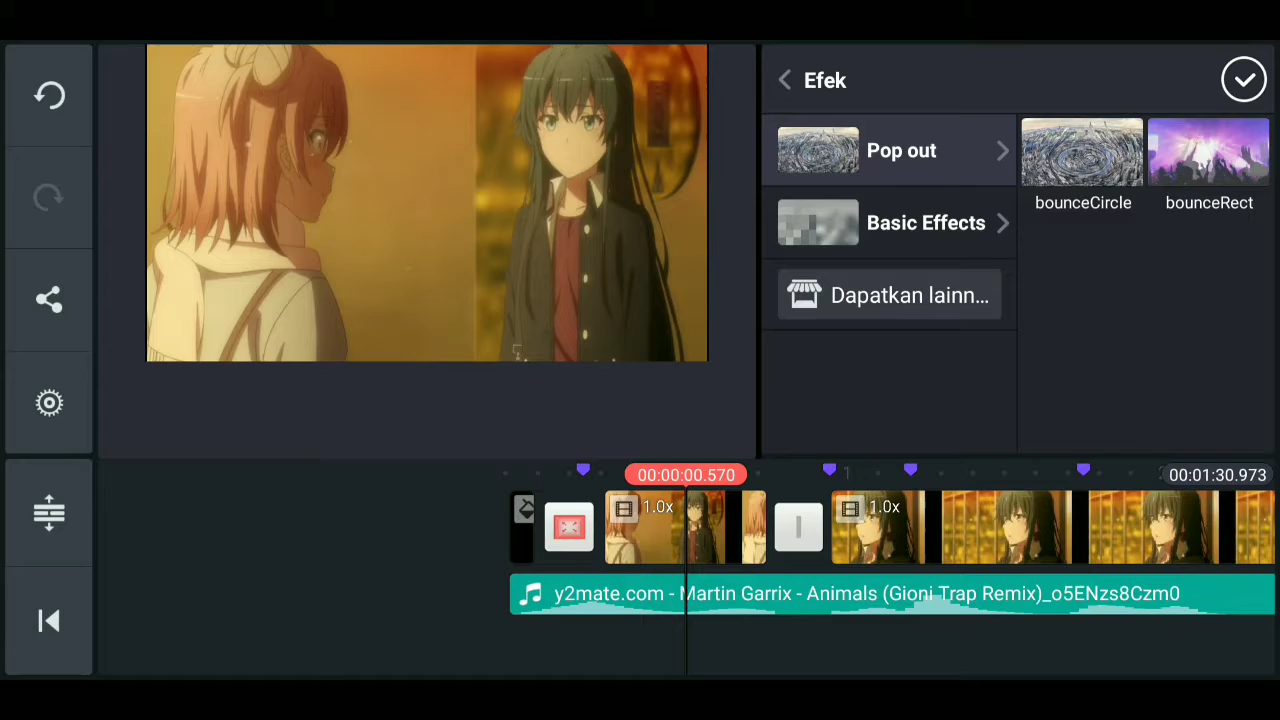 Efek
Pop out
Basic Effects
Dapatkan lainn...
bounceCircle
bounceRect
00:00:00.570
1
00:01:30.973
1.0x
1.0x
y2mate.com - Martin Garrix - Animals (Gioni Trap Remix)_o5ENzs8Czm0